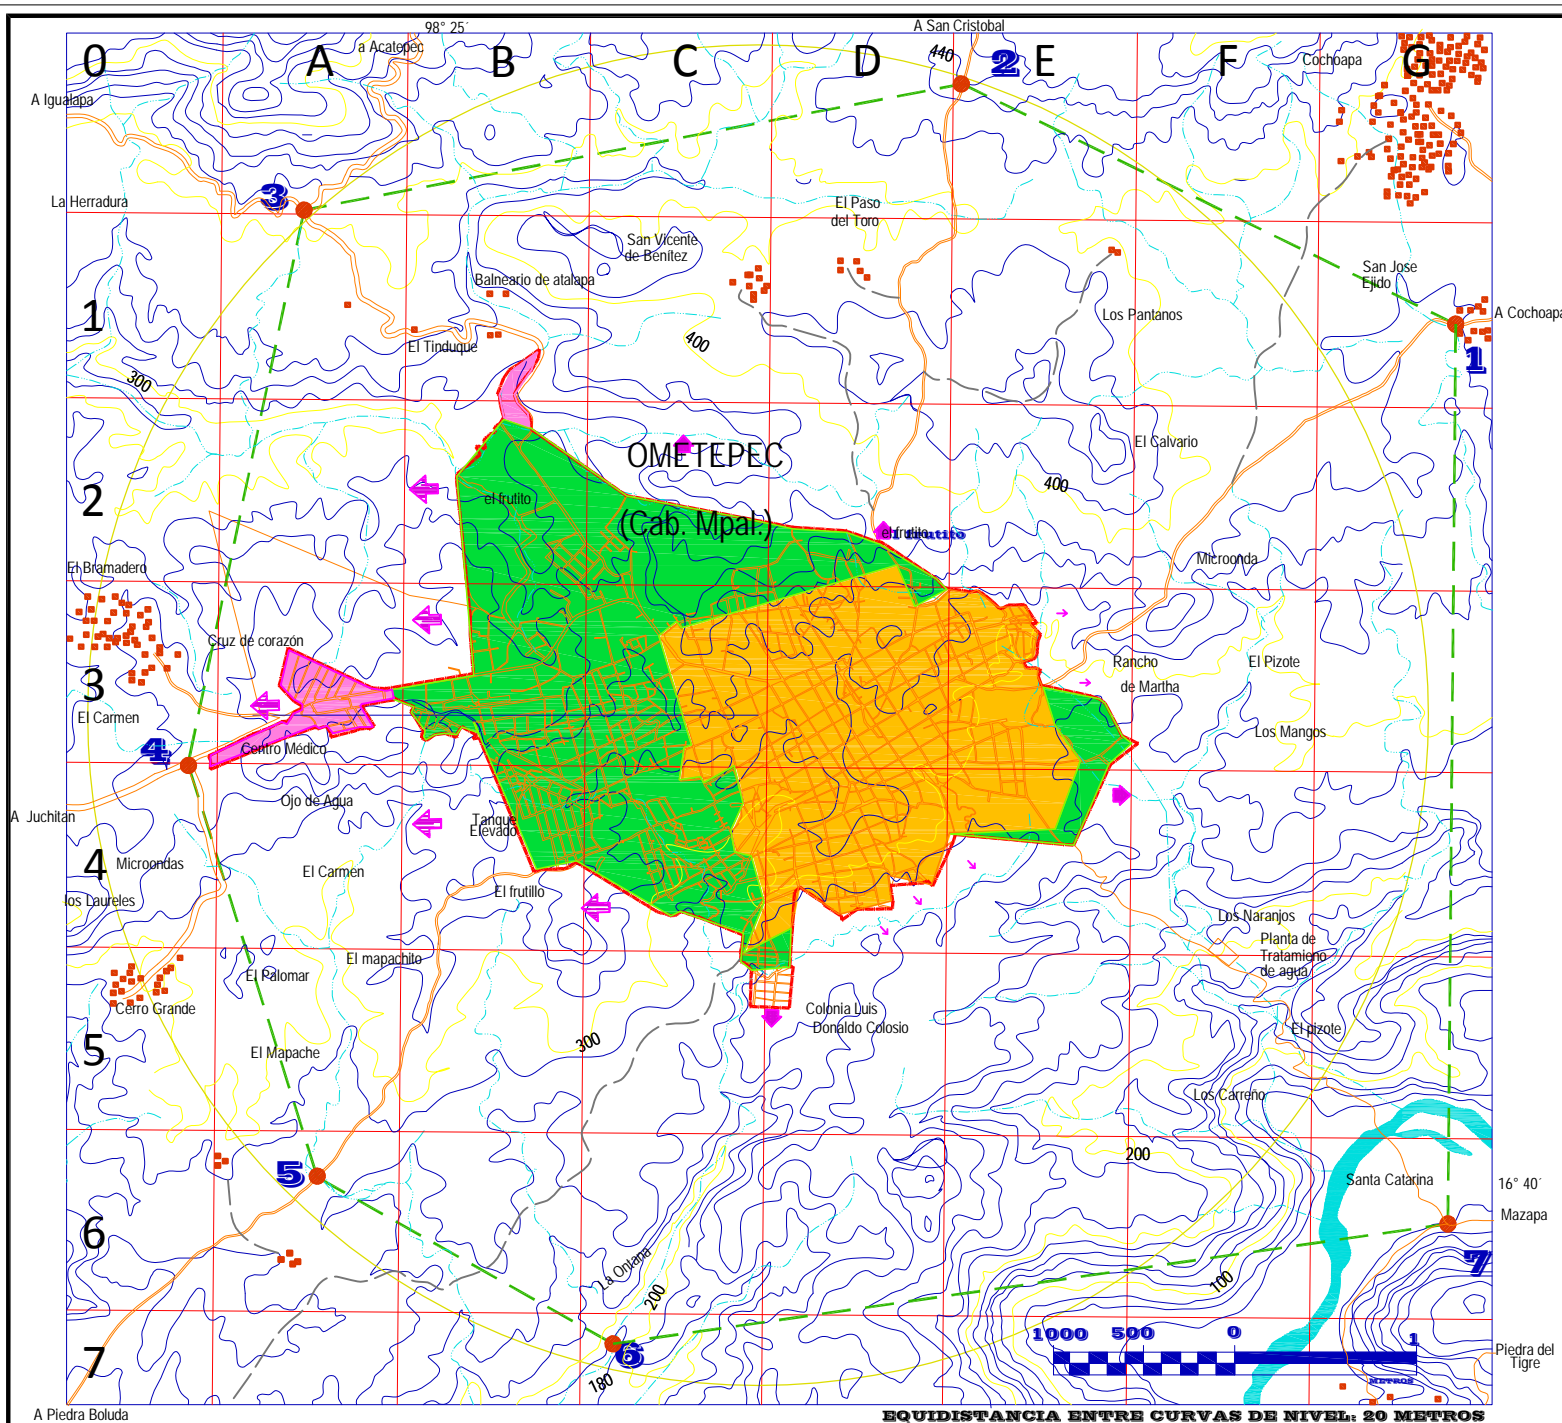 98° 25´
A San Cristobal
0
A
a Acatepec
B
C
D
440
2
E
F
Cochoapa
G
A Igualapa
3
La Herradura
El Paso
del Toro
San Vicente
de Benítez
Balneario de atalapa
San Jose
Ejido
1
A Cochoapa
Los Pantanos
El Tinduque
400
1
300
OMETEPEC
El Calvario
2
el frutito
400
(Cab. Mpal.)
El Bramadero
Microonda
Cruz de corazón
3
Rancho
de Martha
El Pizote
El Carmen
4
Centro Médico
Los Mangos
Ojo de Agua
A Juchitan
Tanque
Elevado
4
Microondas
El Carmen
El frutillo
los Laureles
Los Naranjos
Planta de
Tratamieno
de agua
El mapachito
El Palomar
Cerro Grande
Colonia Luis
Donaldo Colosio
El pizote
5
300
El Mapache
Los Carreño
200
5
Santa Catarina
16° 40´
Mazapa
6
La Onlana
200
100
7
1000 500 0 1
METROS
6
7
180
Piedra del
Tigre
A Piedra Boluda
EQUIDISTANCIA ENTRE CURVAS DE NIVEL: 20 METROS